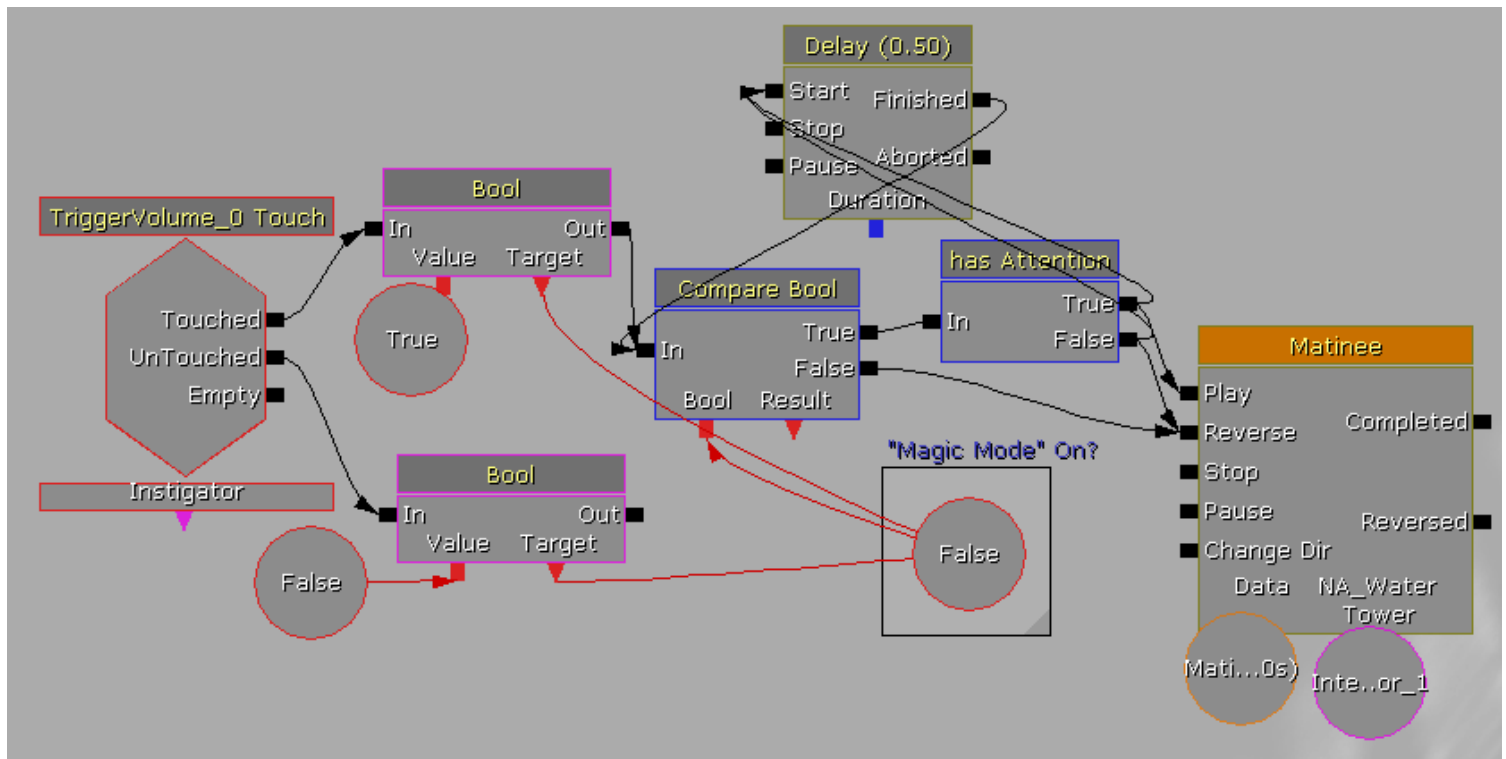 Delay (0.50)
Start
Finished
Stop
Aborted
Pause
Duration
Bool
In
Out
Value
Target
True
TriggerVolume_0 Touch
Touched
UnTouched
Empty
Instigator
Compare Bool
In
True
False
Bool
Result
has Attention
In
True
False
Matinee
Play
Reverse
Completed
Stop
Pause
Reversed
Change Dir
Data
NA_Water
Tower
Mati...0s)
Inte..or_1
"Magic Mode" On?
False
Bool
In
Out
Value
Target
False